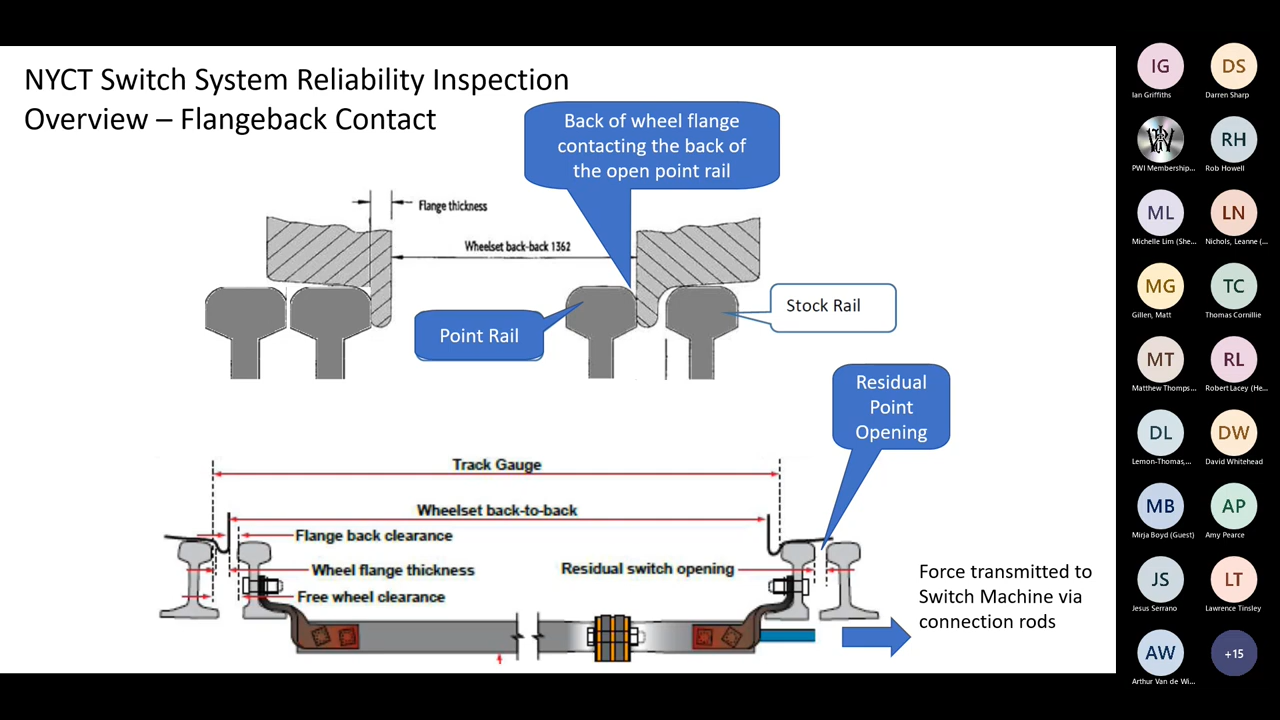 NYCT Switch System Reliability Inspection
Overview – Flangeback Contact
Back of wheel flange
contacting the back of
the open point rail
Flange thickness
Wheelset back-back 1362
Point Rail
Stock Rail
Residual
Point
Opening
Track Gauge
Wheelset back-to-back
Flange back clearance
Wheel flange thickness
Residual switch opening
Free wheel clearance
Force transmitted to
Switch Machine via
connection rods
IG
DS
Ian Griffiths
Darren Sharp
RH
PWI Membership...
Rob Howell
ML
LN
Michelle Lim (She...
Nichols, Leanne (...
MG
TC
Gillen, Matt
Thomas Cornillie
MT
RL
Matthew Thomps...
Robert Lacey (He...
DL
DW
Lemon-Thomas,...
David Whitehead
MB
AP
Mirja Boyd (Guest)
Amy Pearce
JS
LT
Jesus Serrano
Lawrence Tinsley
AW
+15
Arthur Van de Wi...